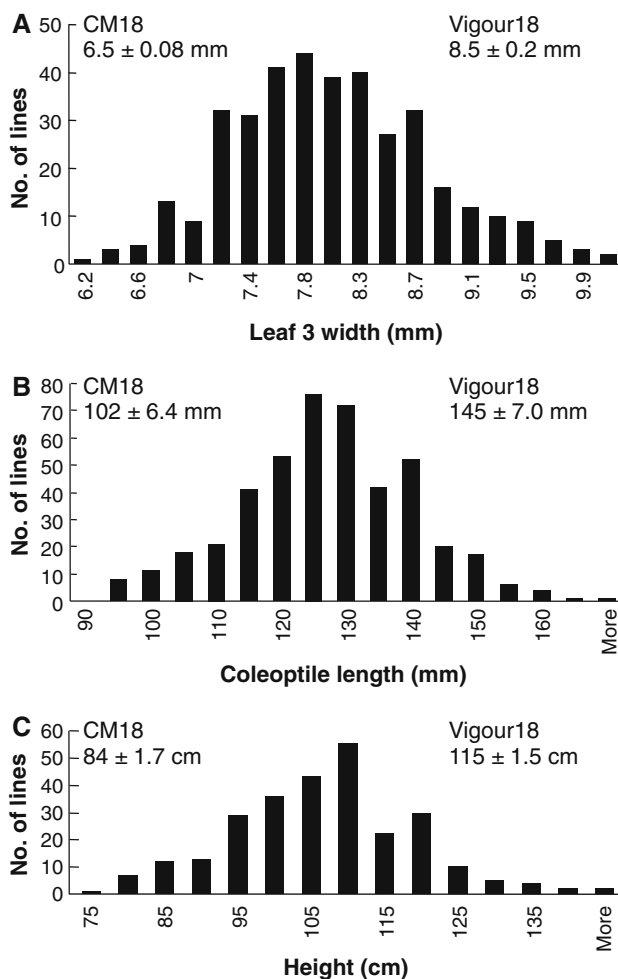 A
CM18
6.5 ± 0.08 mm
Vigour18
8.5 ± 0.2 mm
No. of lines
50
40
30
20
10
0
6.2 6.6 7 7.4 7.8 8.3 8.7 9.1 9.5 9.9
Leaf 3 width (mm)
B
CM18
102 ± 6.4 mm
Vigour18
145 ± 7.0 mm
No. of lines
80
70
60
50
40
30
20
10
0
90 100 110 120 130 140 150 160 More
Coleoptile length (mm)
C
CM18
84 ± 1.7 cm
Vigour18
115 ± 1.5 cm
No. of lines
60
50
40
30
20
10
0
75 85 95 105 115 125 135 More
Height (cm)